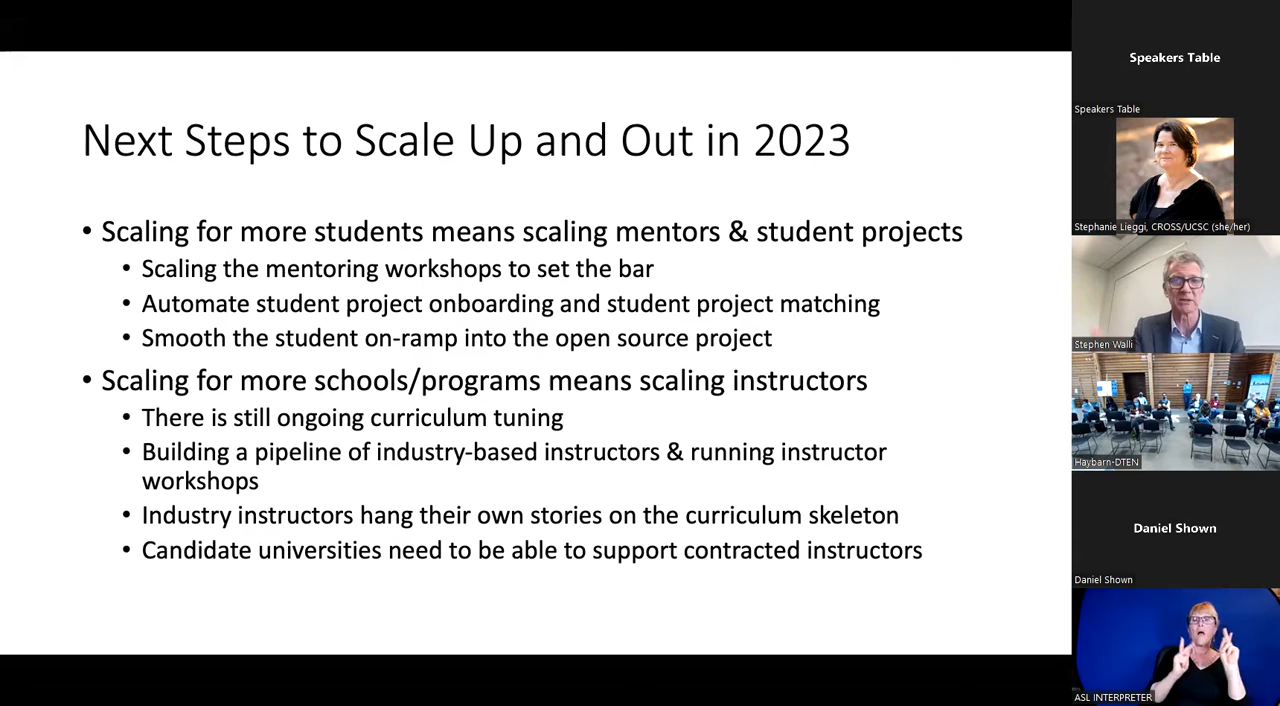 Next Steps to Scale Up and Out in 2023
• Scaling for more students means scaling mentors & student projects
• Scaling the mentoring workshops to set the bar
• Automate student project onboarding and student project matching
• Smooth the student on-ramp into the open source project
• Scaling for more schools/programs means scaling instructors
• There is still ongoing curriculum tuning
• Building a pipeline of industry-based instructors & running instructor
workshops
• Industry instructors hang their own stories on the curriculum skeleton
• Candidate universities need to be able to support contracted instructors
Speakers Table
Speakers Table
Stephanie Lieggi, CROSS/UCSC (she/her)
Stephen Walli
Haybarn-DTEN
Daniel Shown
Daniel Shown
ASL INTERPRETER